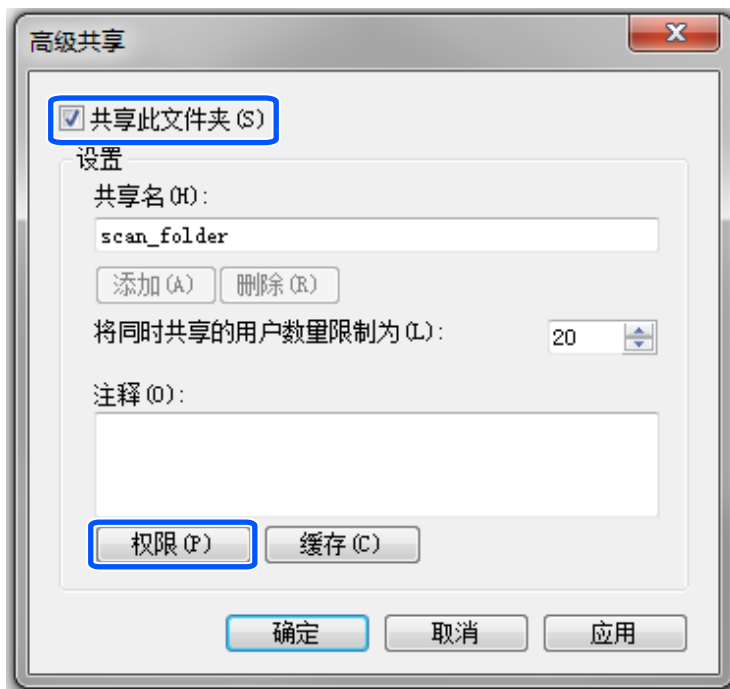 高级共享
共享此文件夹(S)
设置
共享名(H):
scan_folder
添加(A) 删除(R)
将同时共享的用户数量限制为(L): 20
注释(O):
权限(P) 缓存(C)
确定 取消 应用